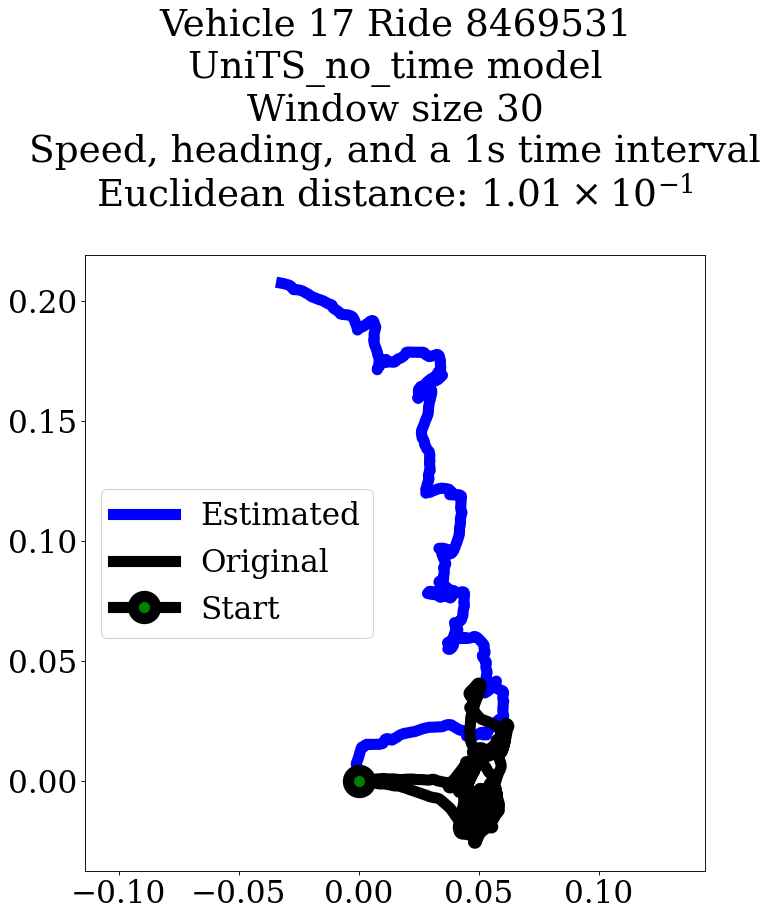 Vehicle 17 Ride 8469531
UniTS_no_time model
Window size 30
Speed, heading, and a 1s time interval
Euclidean distance: 1.01 × 10⁻¹
0.20
0.15
0.10
0.05
0.00
Estimated
Original
Start
−0.10 −0.05 0.00 0.05 0.10